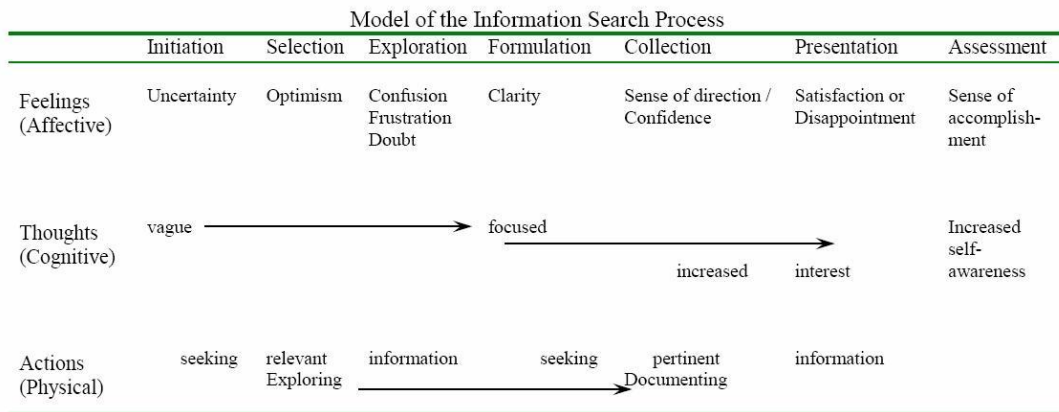 Model of the Information Search Process
Initiation Selection Exploration Formulation Collection Presentation Assessment
Feelings Uncertainty Optimism Confusion Clarity Sense of direction / Satisfaction or Sense of
(Affective) Frustration Confidence Disappointment accomplish-
Doubt ment
Thoughts vague focused Increased
(Cognitive) self-
increased interest awareness
Actions seeking relevant information seeking pertinent information
(Physical) Exploring Documenting